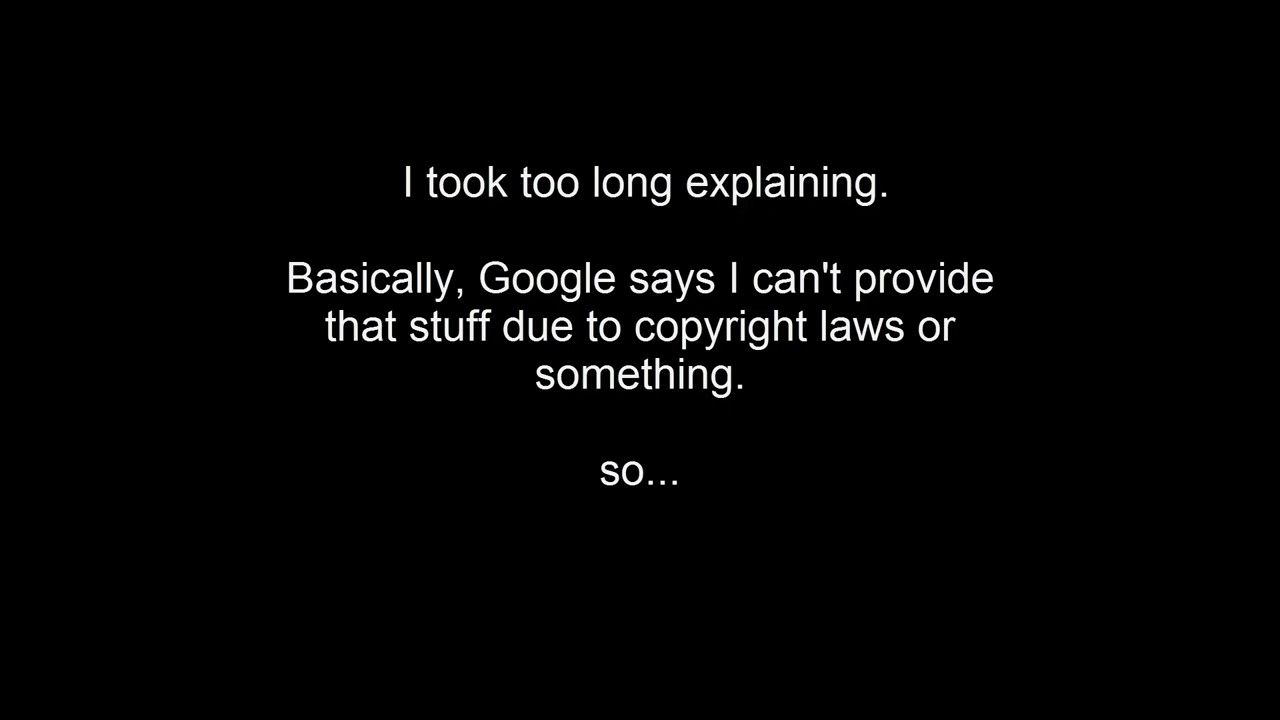 I took too long explaining.
Basically, Google says I can't provide
that stuff due to copyright laws or
something.
so...